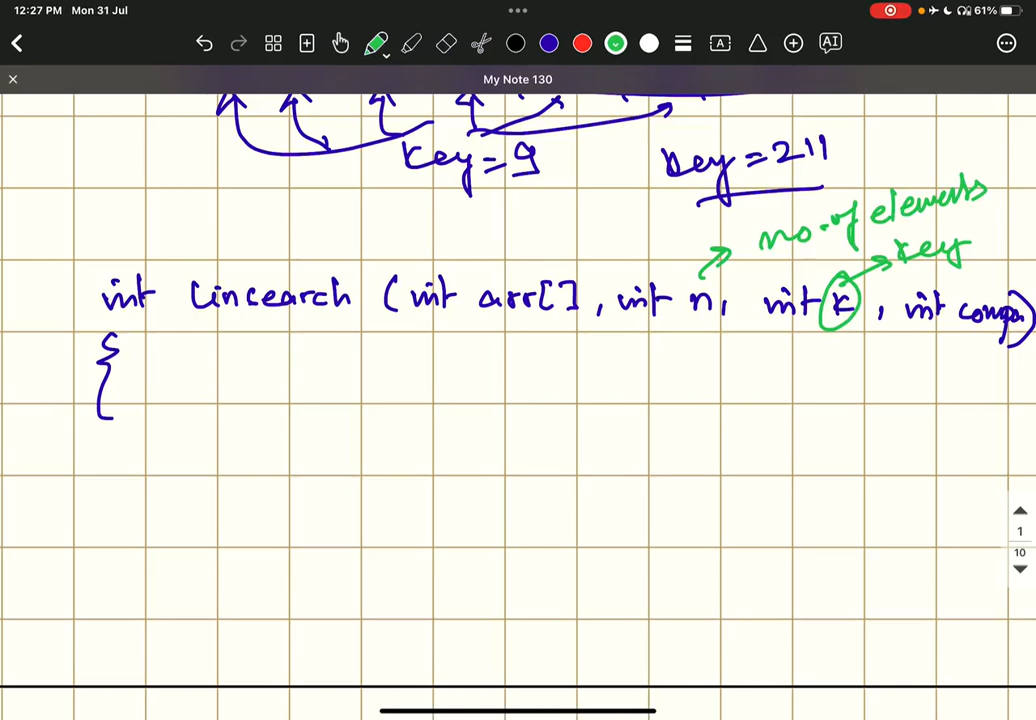 12:27 PM Mon 31 Jul
61%
A
AI
My Note 130
key = 9
key = 211
no. of elements
key
int linsearch (int arr[], int n, int k, int compa)
{
1
10